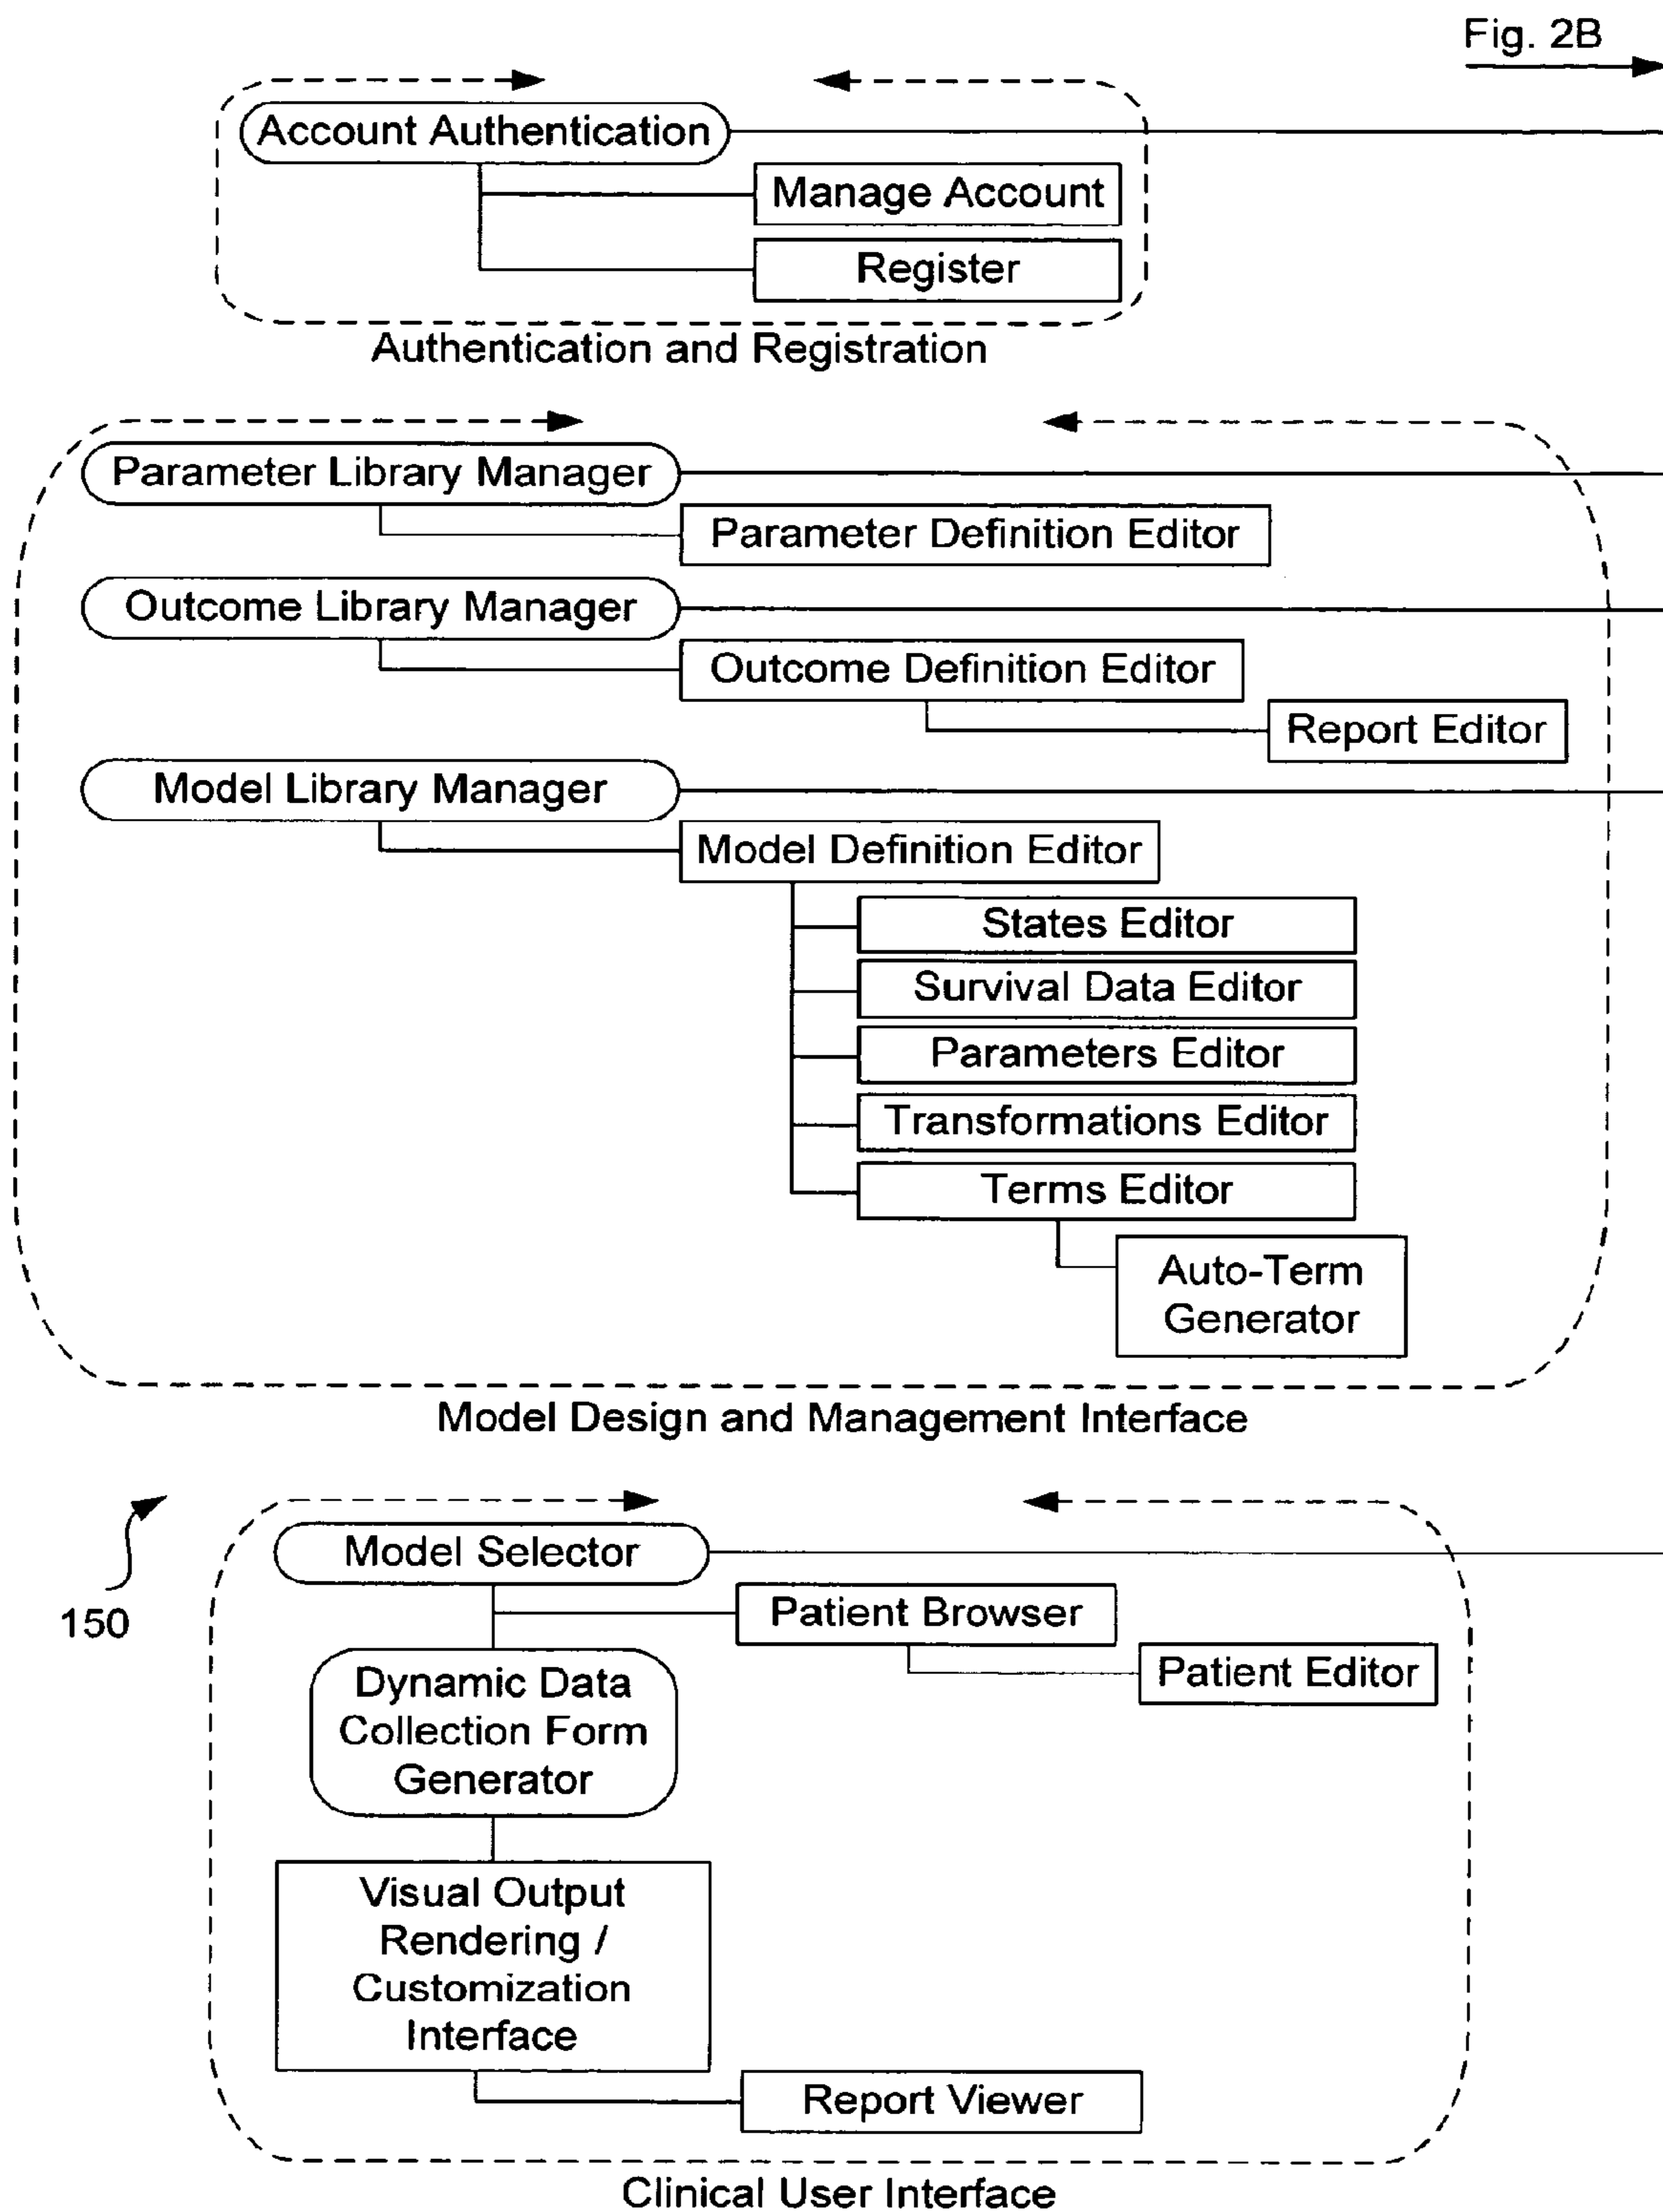 Fig. 2B
Account Authentication
Manage Account
Register
Authentication and Registration
Parameter Library Manager
Parameter Definition Editor
Outcome Library Manager
Outcome Definition Editor
Report Editor
Model Library Manager
Model Definition Editor
States Editor
Survival Data Editor
Parameters Editor
Transformations Editor
Terms Editor
Auto-Term
Generator
Model Design and Management Interface
150
Model Selector
Patient Browser
Patient Editor
Dynamic Data
Collection Form
Generator
Visual Output
Rendering /
Customization
Interface
Report Viewer
Clinical User Interface